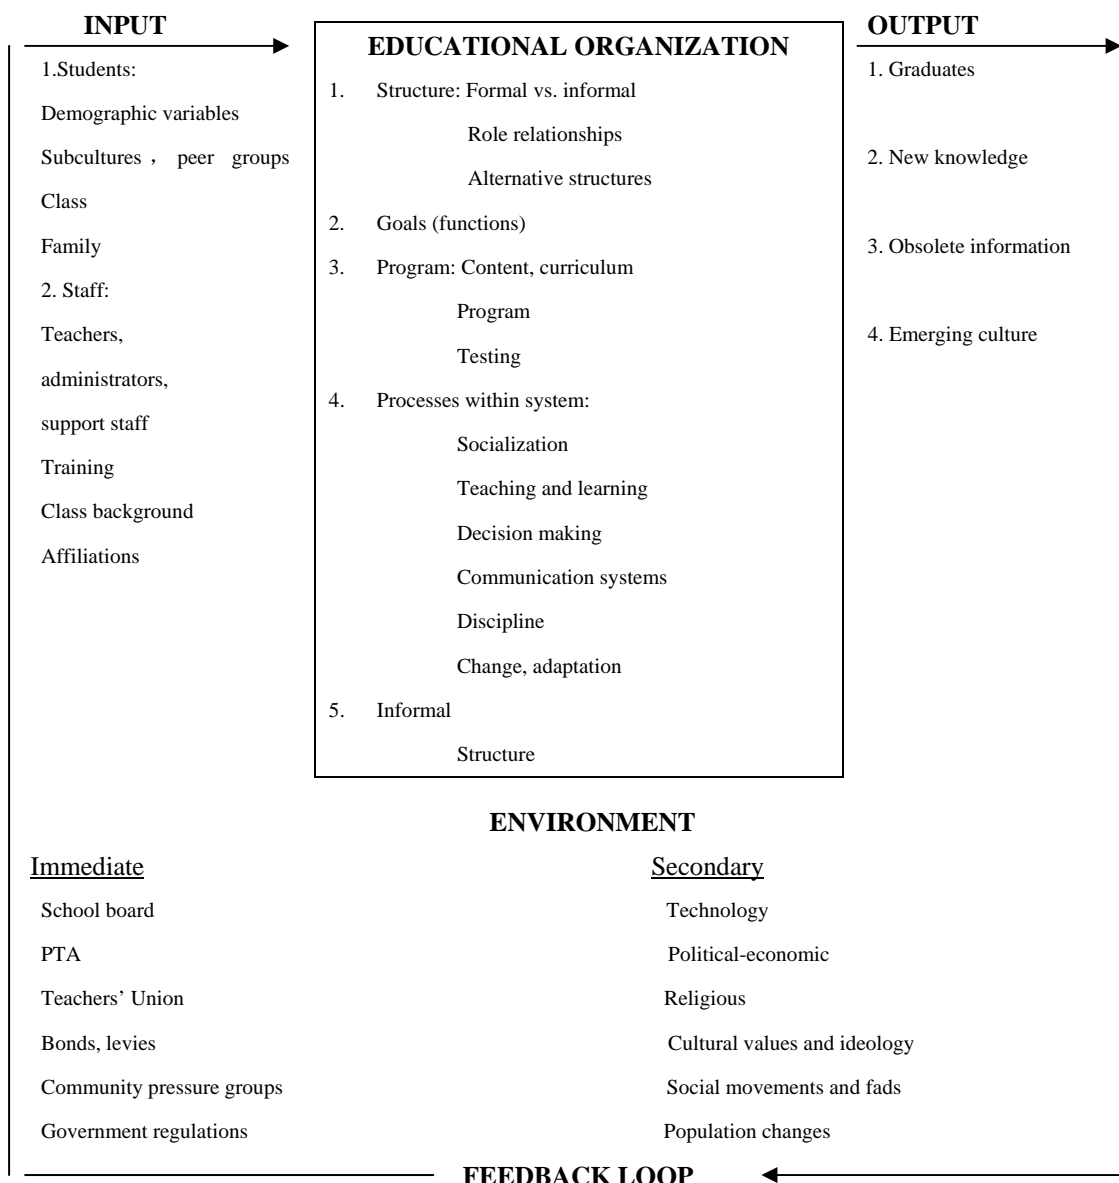 INPUT
1.Students:
Demographic variables
Subcultures ， peer groups
Class
Family
2. Staff:
Teachers,
administrators,
support staff
Training
Class background
Affiliations
EDUCATIONAL ORGANIZATION
1. Structure: Formal vs. informal
Role relationships
Alternative structures
2. Goals (functions)
3. Program: Content, curriculum
Program
Testing
4. Processes within system:
Socialization
Teaching and learning
Decision making
Communication systems
Discipline
Change, adaptation
5. Informal
Structure
OUTPUT
1. Graduates
2. New knowledge
3. Obsolete information
4. Emerging culture
ENVIRONMENT
Immediate
School board
PTA
Teachers’ Union
Bonds, levies
Community pressure groups
Government regulations
Secondary
Technology
Political-economic
Religious
Cultural values and ideology
Social movements and fads
Population changes
FEEDBACK LOOP